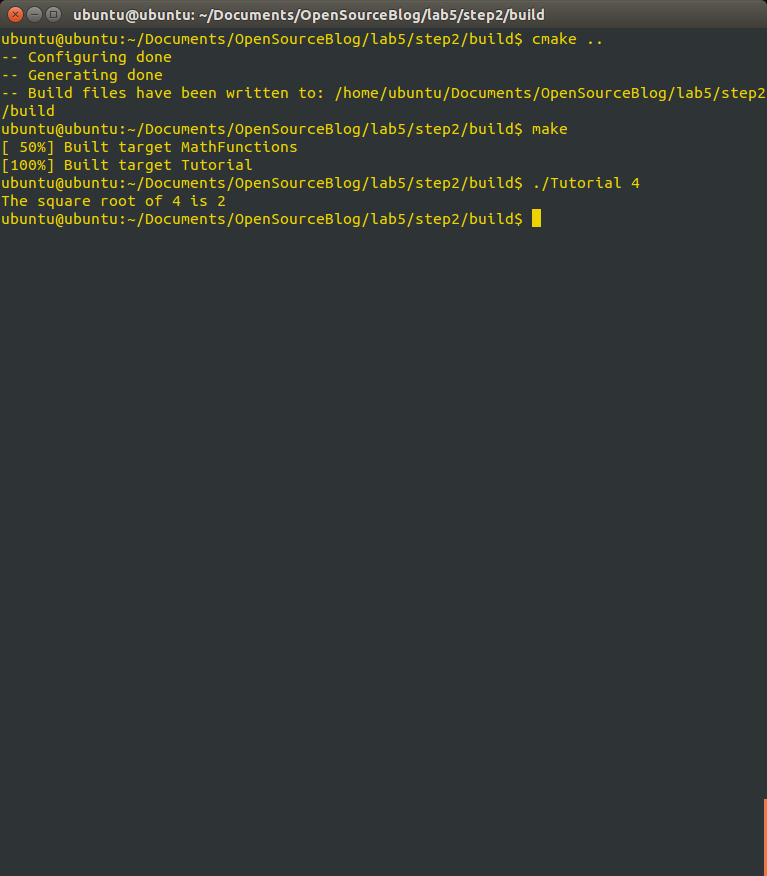 ubuntu@ubuntu: ~/Documents/OpenSourceBlog/lab5/step2/build
ubuntu@ubuntu:~/Documents/OpenSourceBlog/lab5/step2/build$ cmake ..
-- Configuring done
-- Generating done
-- Build files have been written to: /home/ubuntu/Documents/OpenSourceBlog/lab5/step2
/build
ubuntu@ubuntu:~/Documents/OpenSourceBlog/lab5/step2/build$ make
[ 50%] Built target MathFunctions
[100%] Built target Tutorial
ubuntu@ubuntu:~/Documents/OpenSourceBlog/lab5/step2/build$ ./Tutorial 4
The square root of 4 is 2
ubuntu@ubuntu:~/Documents/OpenSourceBlog/lab5/step2/build$